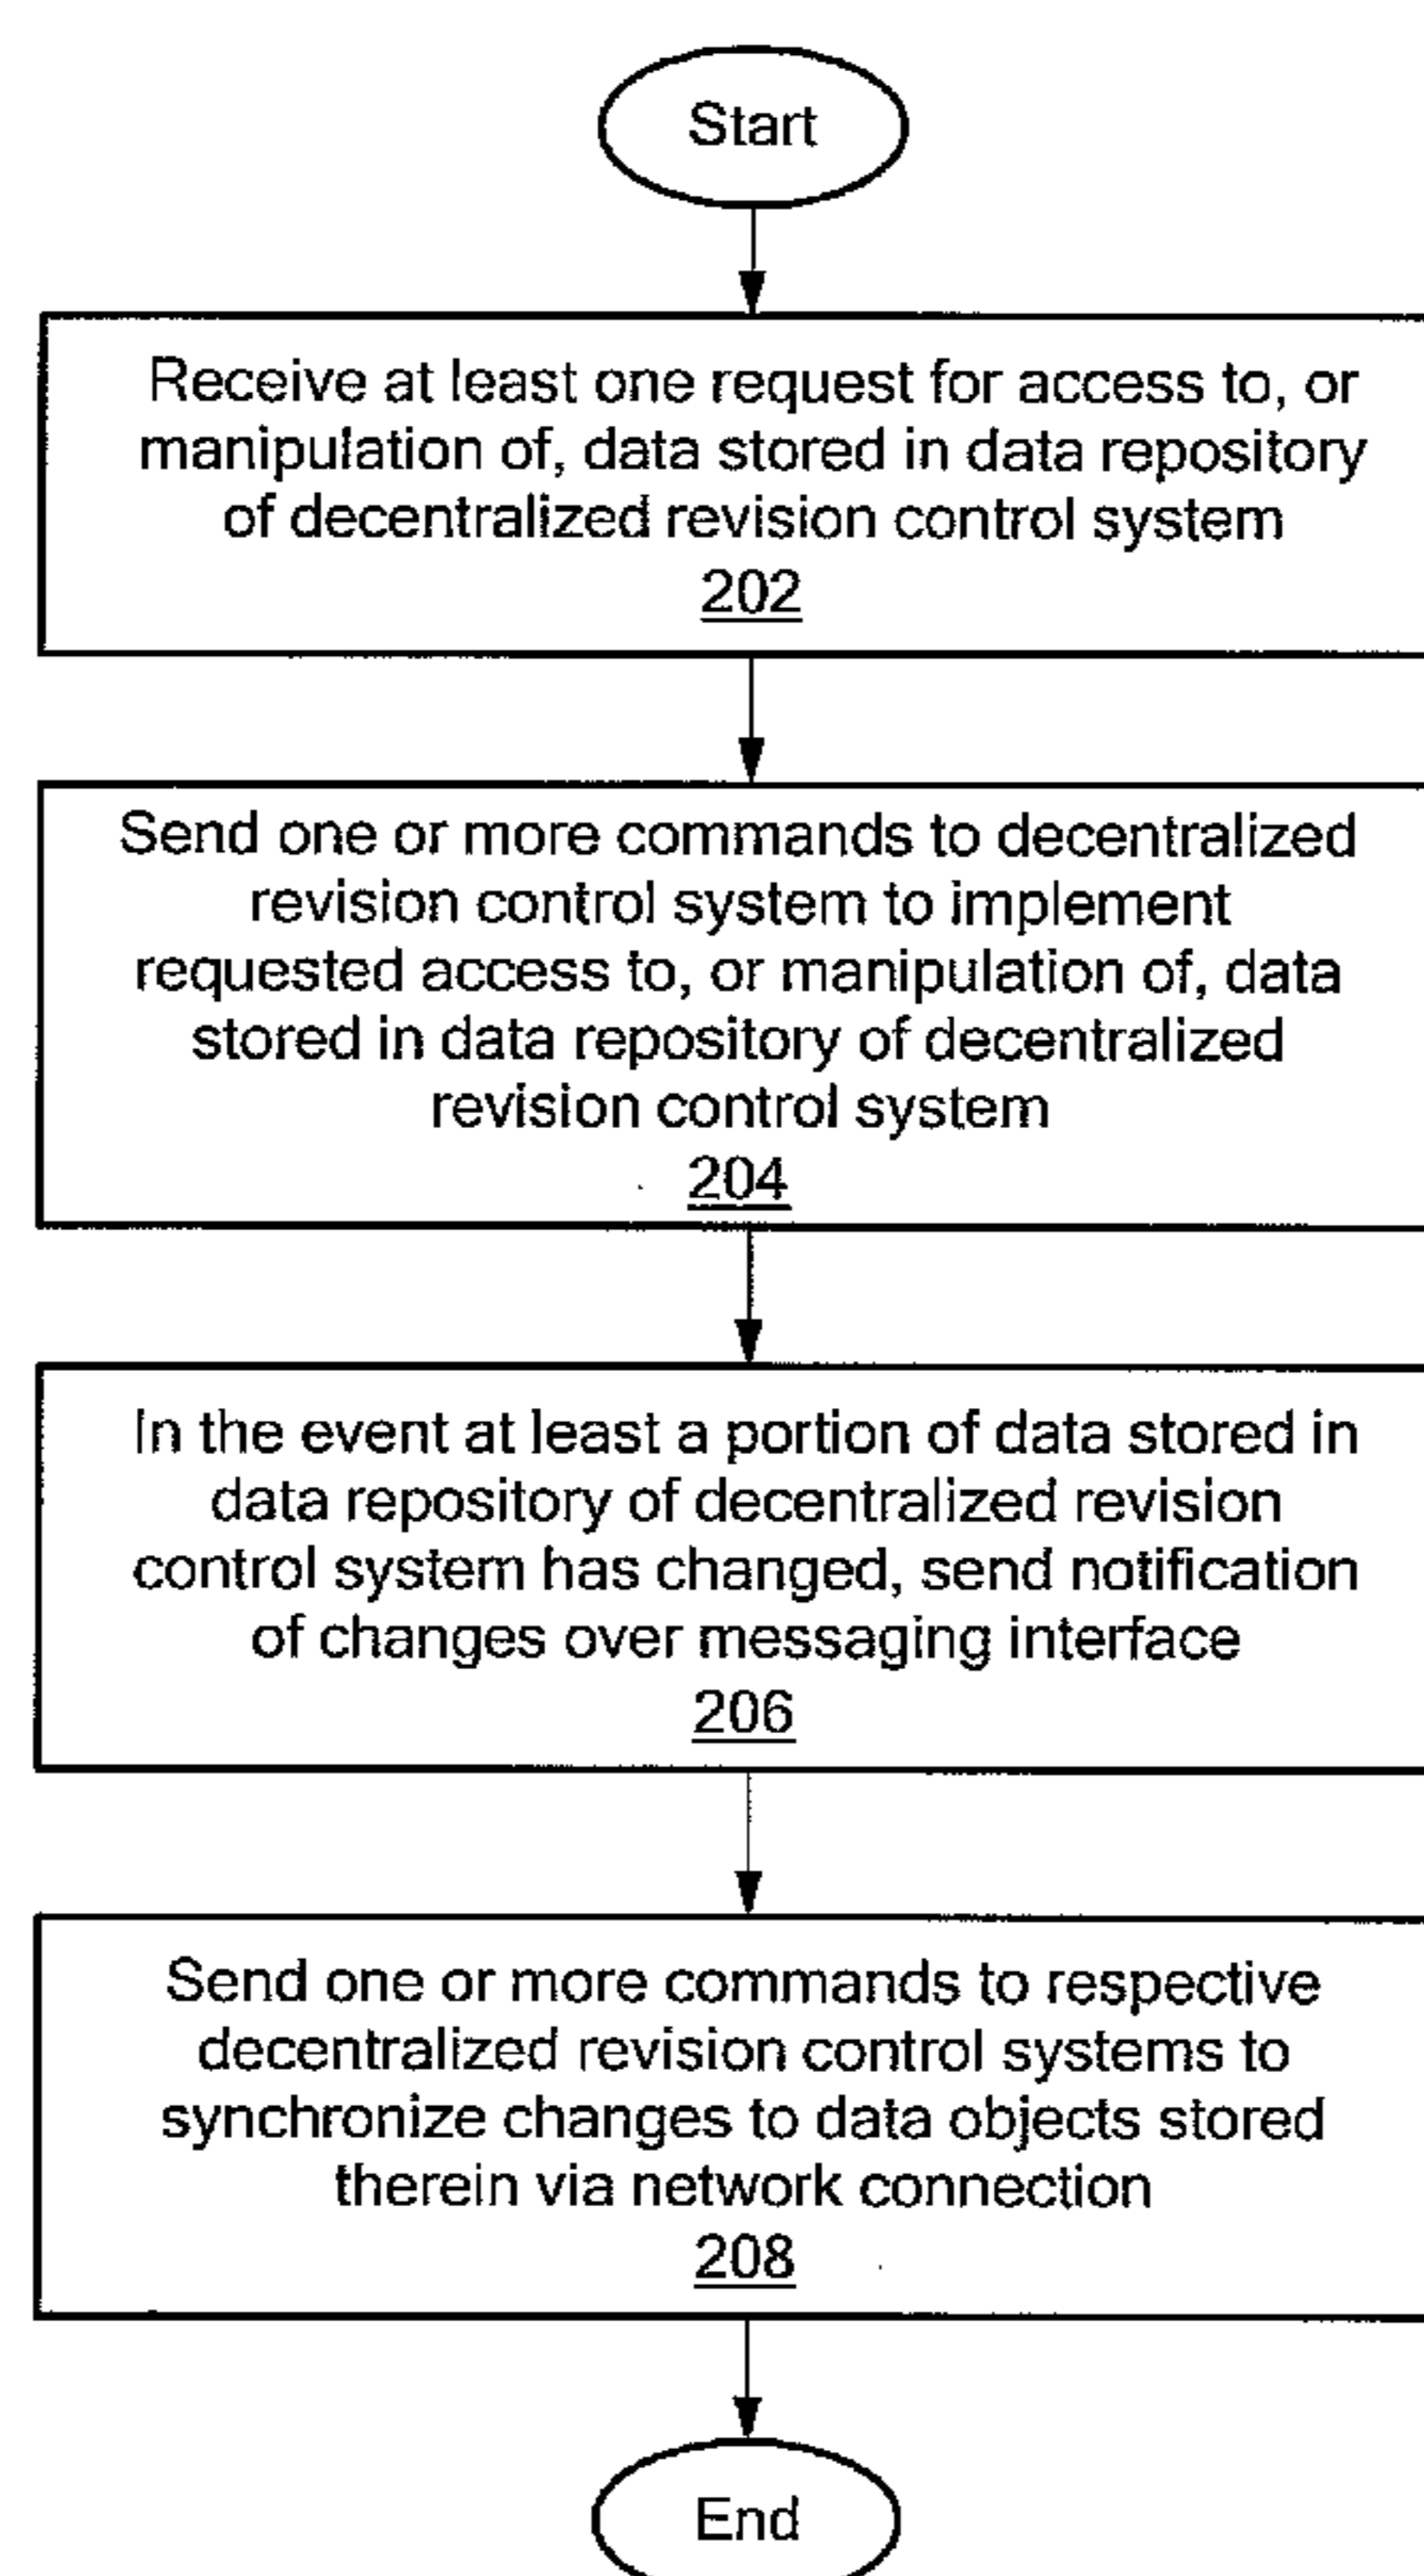 Start
Receive at least one request for access to, or
manipulation of, data stored in data repository
of decentralized revision control system
202
Send one or more commands to decentralized
revision control system to implement
requested access to, or manipulation of, data
stored in data repository of decentralized
revision control system
204
In the event at least a portion of data stored in
data repository of decentralized revision
control system has changed, send notification
of changes over messaging interface
206
Send one or more commands to respective
decentralized revision control systems to
synchronize changes to data objects stored
therein via network connection
208
End